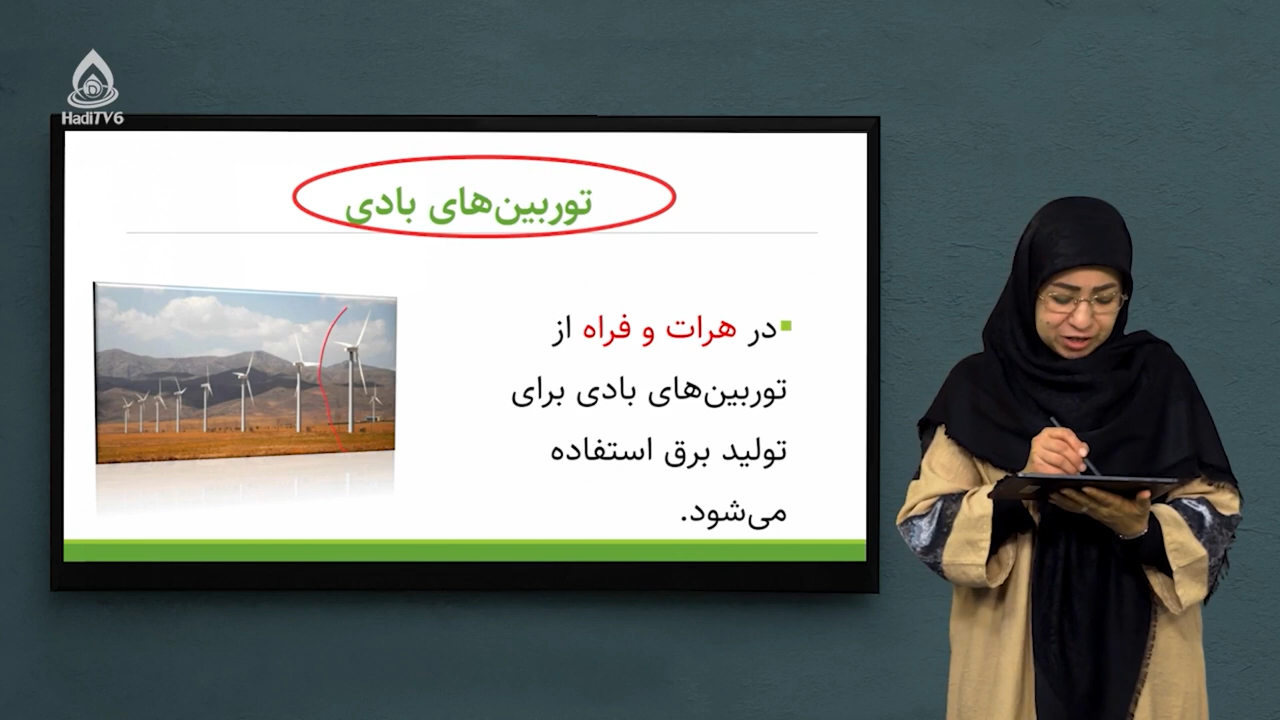 HadiTV6
توربین‌های بادی
در هرات و فراه از
توربین‌های بادی برای
تولید برق استفاده
می‌شود.